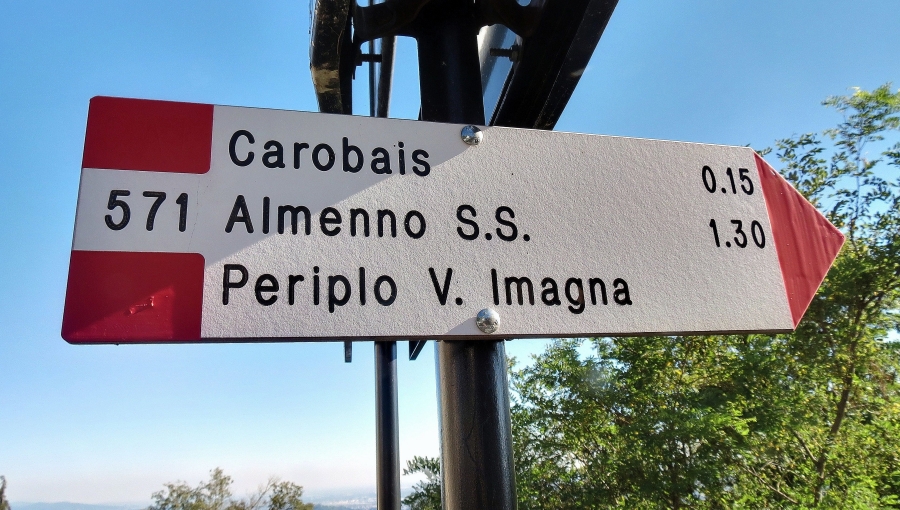 Carobais 0.15
571 Almenno S.S. 1.30
Periplo V. Imagna